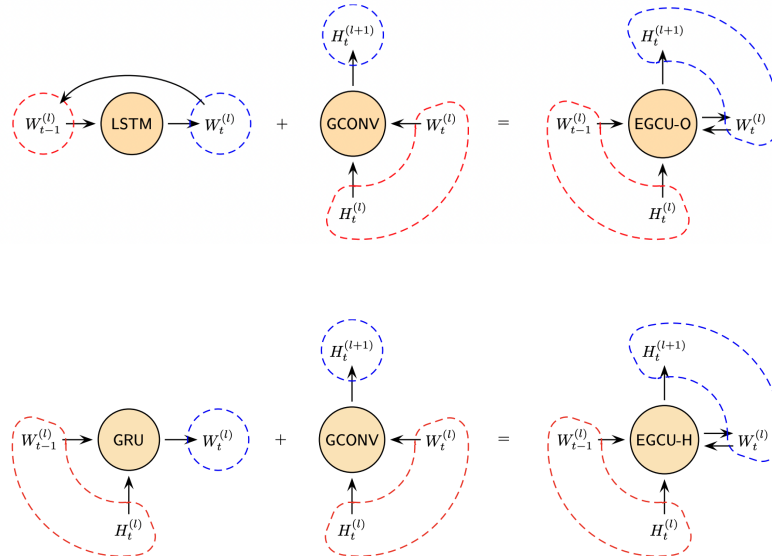 H_t^{(l+1)} H_t^{(l+1)}
W_{t-1}^{(l)} LSTM W_t^{(l)} + GCONV W_t^{(l)} = W_{t-1}^{(l)} EGCU-O W_t^{(l)}
H_t^{(l)} H_t^{(l)}
H_t^{(l+1)} H_t^{(l+1)}
W_{t-1}^{(l)} GRU W_t^{(l)} + GCONV W_t^{(l)} = W_{t-1}^{(l)} EGCU-H W_t^{(l)}
H_t^{(l)} H_t^{(l)} H_t^{(l)}